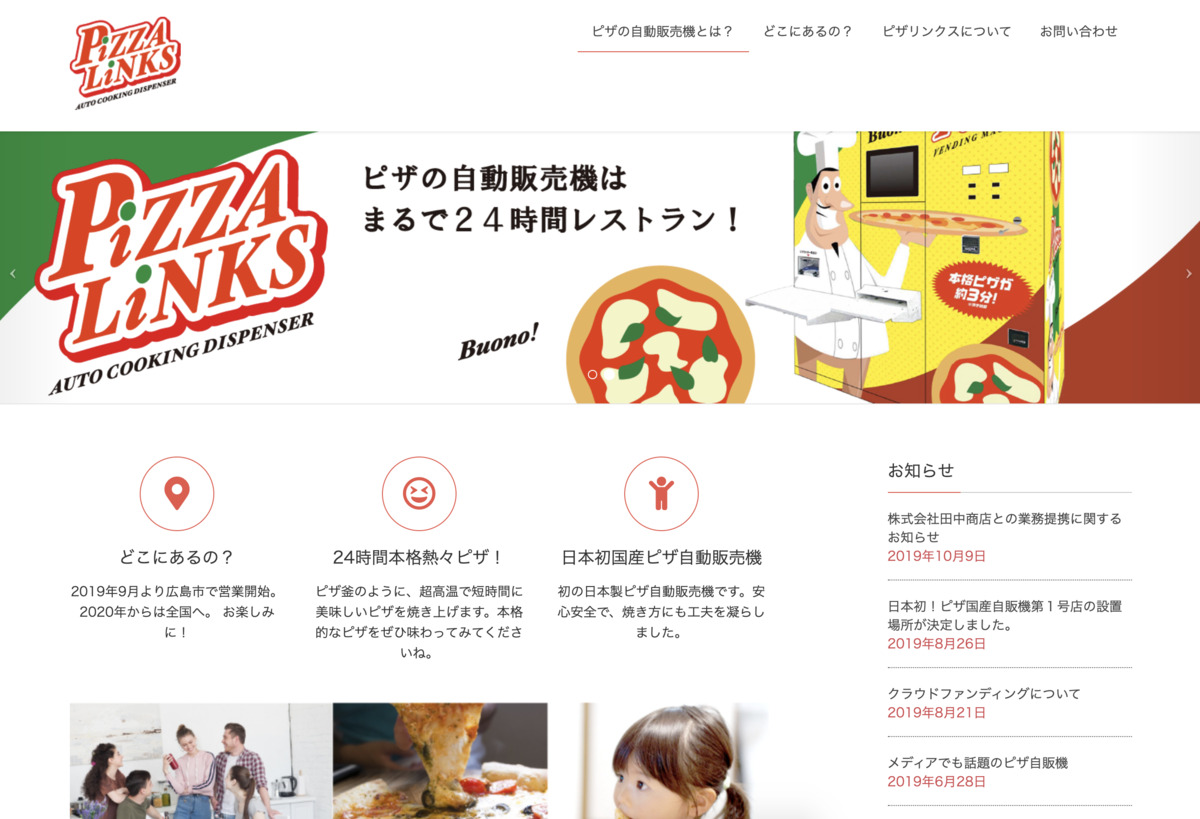 PiZZA
LiNKS
AUTO COOKING DISPENSER
ピザの自動販売機とは？
どこにあるの？
ピザリンクスについて
お問い合わせ
PiZZA
LiNKS
AUTO COOKING DISPENSER
ピザの自動販売機は
まるで２４時間レストラン！
Buono!
Buono
VENDING
本格ピザが
約3分!
どこにあるの？
2019年9月より広島市で営業開始。
2020年からは全国へ。 お楽しみ
に！
24時間本格熱々ピザ！
ピザ釜のように、超高温で短時間に
美味しいピザを焼き上げます。本格
的なピザをぜひ味わってみてくださ
いね。
日本初国産ピザ自動販売機
初の日本製ピザ自動販売機です。安
心安全で、焼き方にも工夫を凝らし
ました。
お知らせ
株式会社田中商店との業務提携に関する
お知らせ
2019年10月9日
日本初！ピザ国産自販機第１号店の設置
場所が決定しました。
2019年8月26日
クラウドファンディングについて
2019年8月21日
メディアでも話題のピザ自販機
2019年6月28日